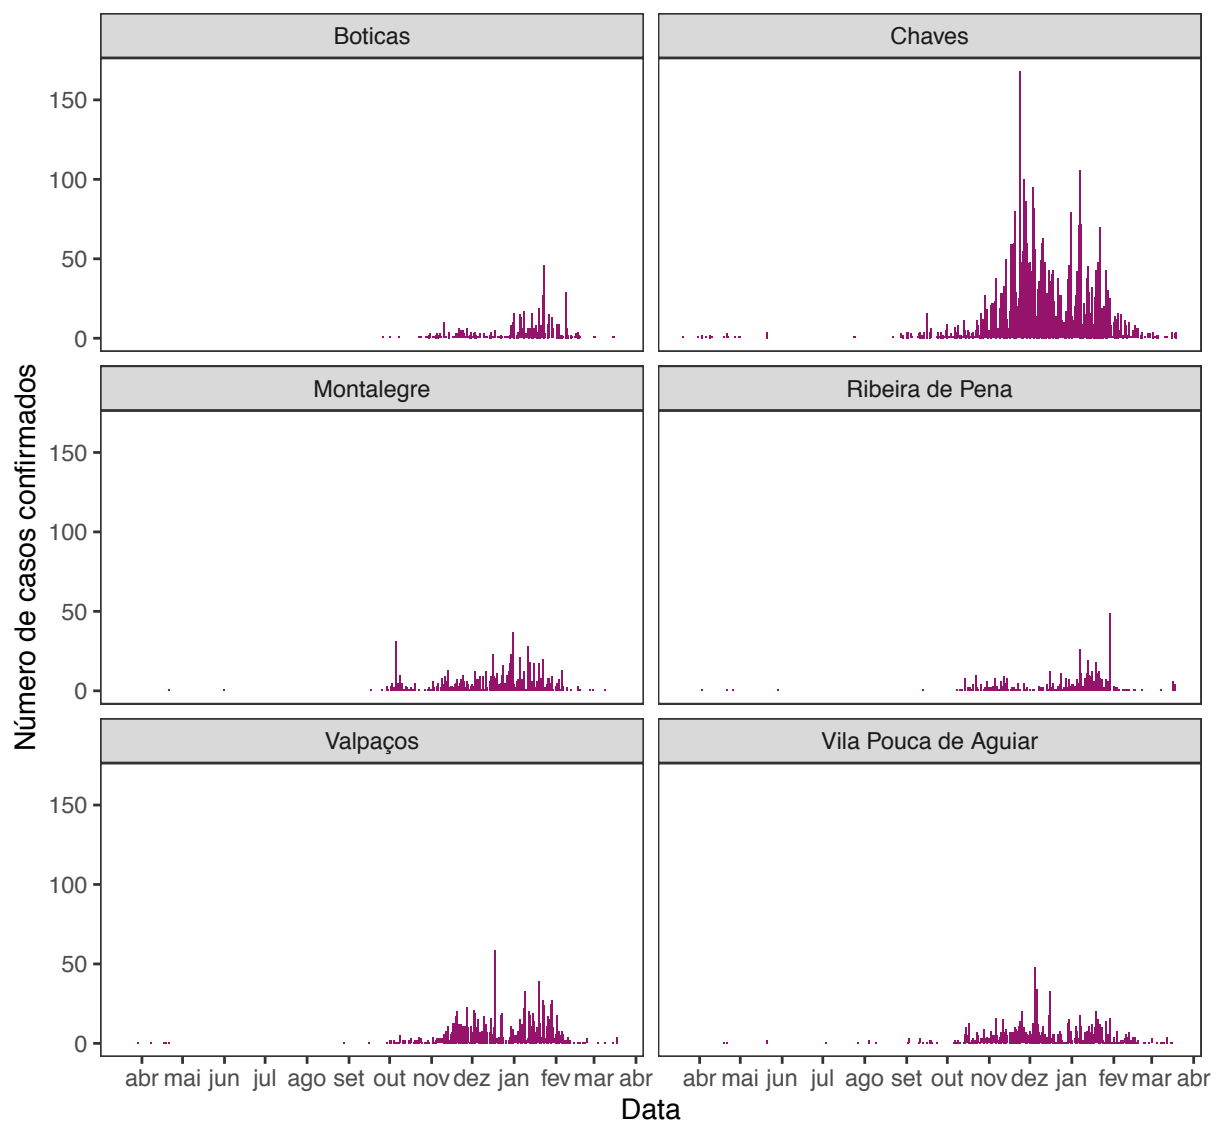 Boticas
Chaves
150
100
50
0
Montalegre
Ribeira de Pena
150
100
50
0
Número de casos confirmados
Valpaços
Vila Pouca de Aguiar
150
100
50
0
abr mai jun jul ago set out nov dez jan fev mar abr
abr mai jun jul ago set out nov dez jan fev mar abr
Data